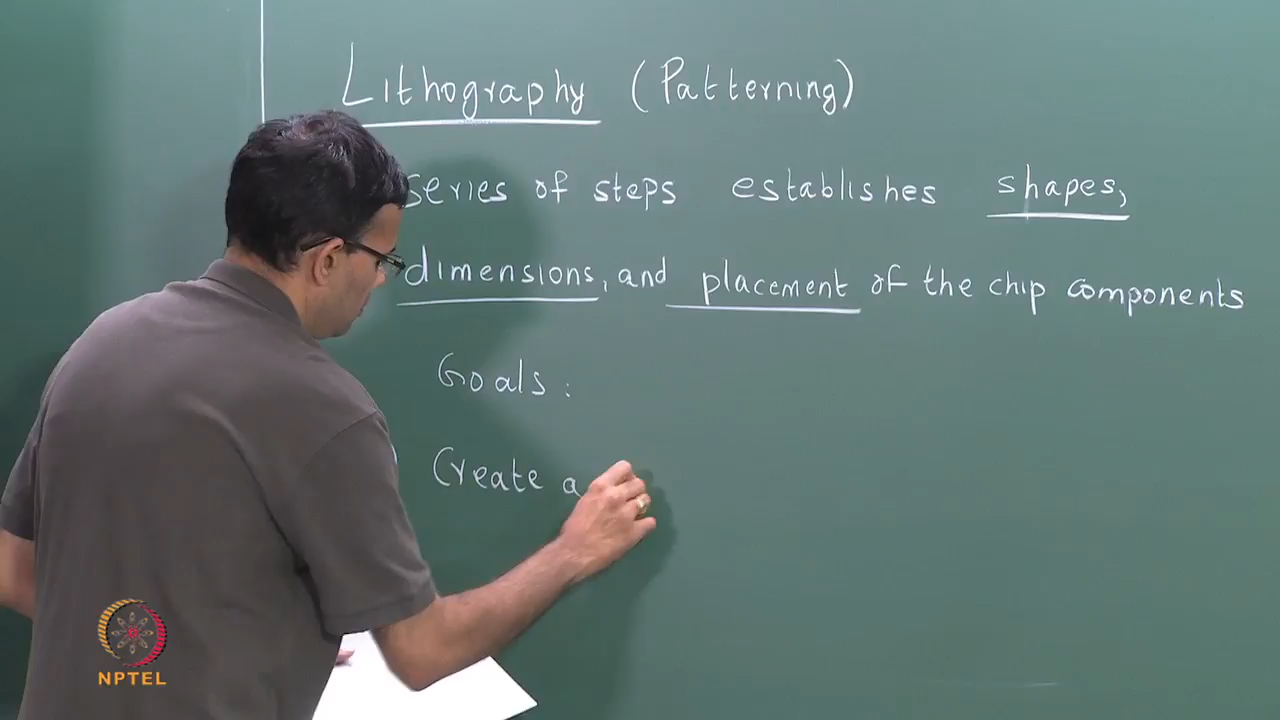 Lithography (Patterning)
series of steps establishes shapes,
dimensions, and placement of the chip components
Goals:
) Create a
NPTEL